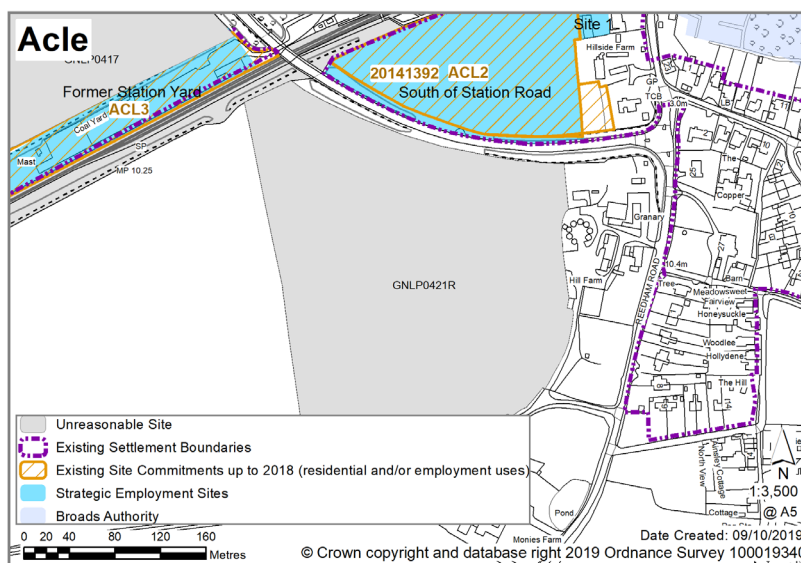 Acle
GNLP0417
Former Station Yard
ACL3
Coal Yard
Mast
SP
MP 10.25
20141392 ACL2
South of Station Road
Site 1
Hillside Farm
GP
TCB
3.0m
LB
The
Copper
Granary
GNLP0421R
Hill Farm
REEDHAM ROAD
10.4m
Tree
Barn
Meadowsweet
Fairview
Honeysuckle
Woodlee
Hollydene
The Hill
Ainsley Cottage
North View
Cottage
Pond
Monies Farm
Unreasonable Site
Existing Settlement Boundaries
Existing Site Commitments up to 2018 (residential and/or employment uses)
Strategic Employment Sites
Broads Authority
0 20 40 80 120 160
Metres
N
1:3,500
@ A5
Date Created: 09/10/2019
© Crown copyright and database right 2019 Ordnance Survey 100019340